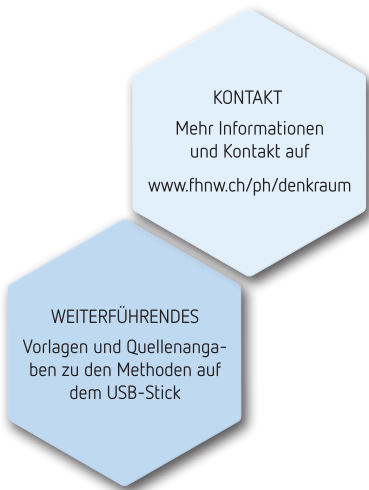 KONTAKT
Mehr Informationen
und Kontakt auf
www.fhnw.ch/ph/denkraum
WEITERFÜHRENDES
Vorlagen und Quellenanga-
ben zu den Methoden auf
dem USB-Stick